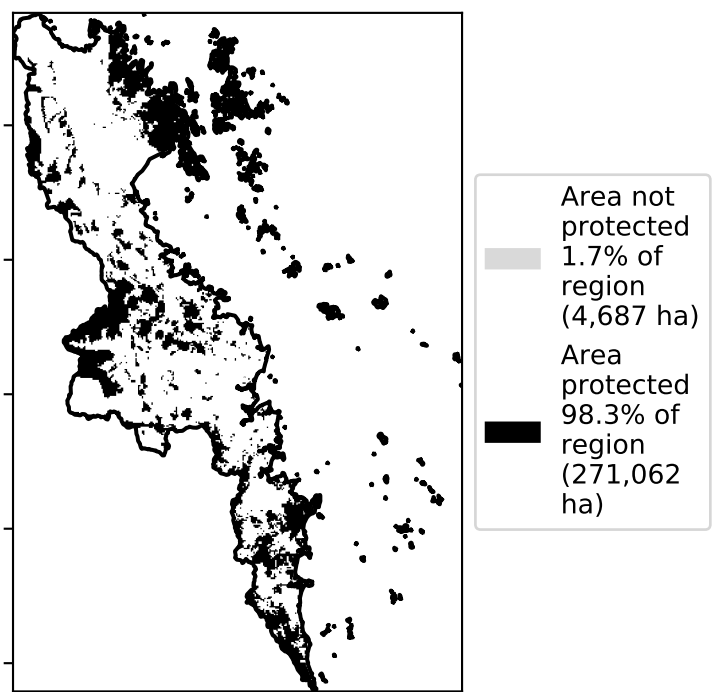 Area not
protected
1.7% of
region
(4,687 ha)
Area
protected
98.3% of
region
(271,062
ha)